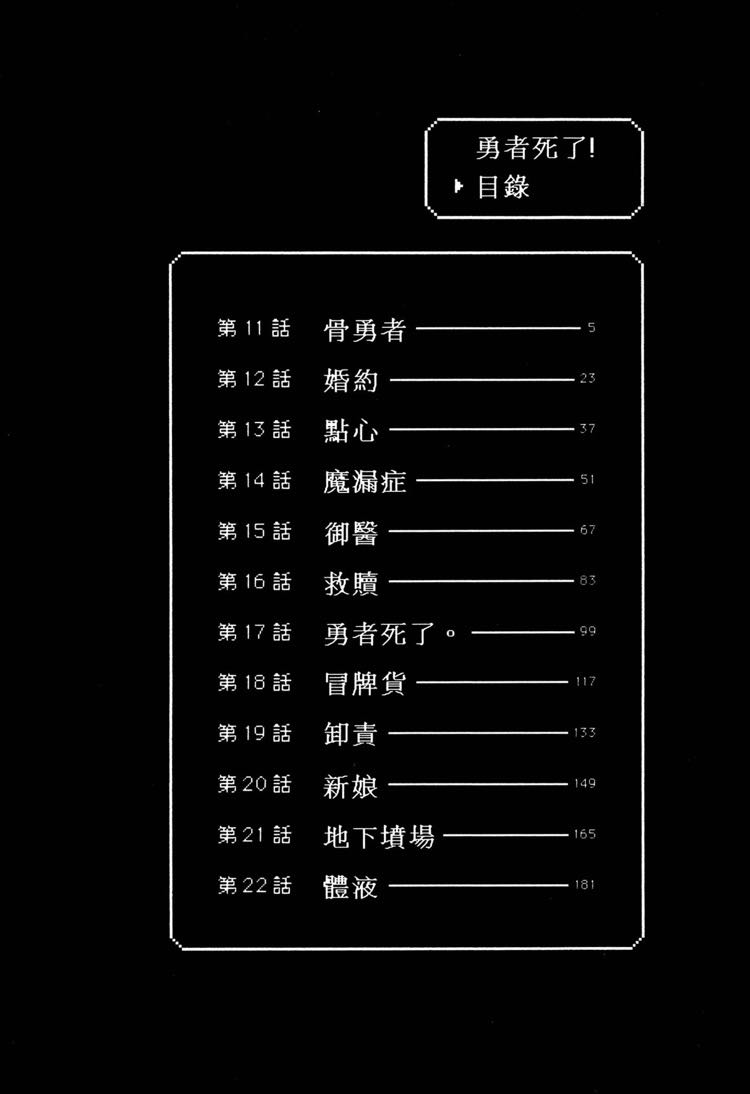 勇者死了!
目錄
第11話 骨勇者 5
第12話 婚約 23
第13話 點心 37
第14話 魔漏症 51
第15話 御醫 67
第16話 救贖 83
第17話 勇者死了。 99
第18話 冒牌貨 117
第19話 卸責 133
第20話 新娘 149
第21話 地下墳場 165
第22話 體液 181